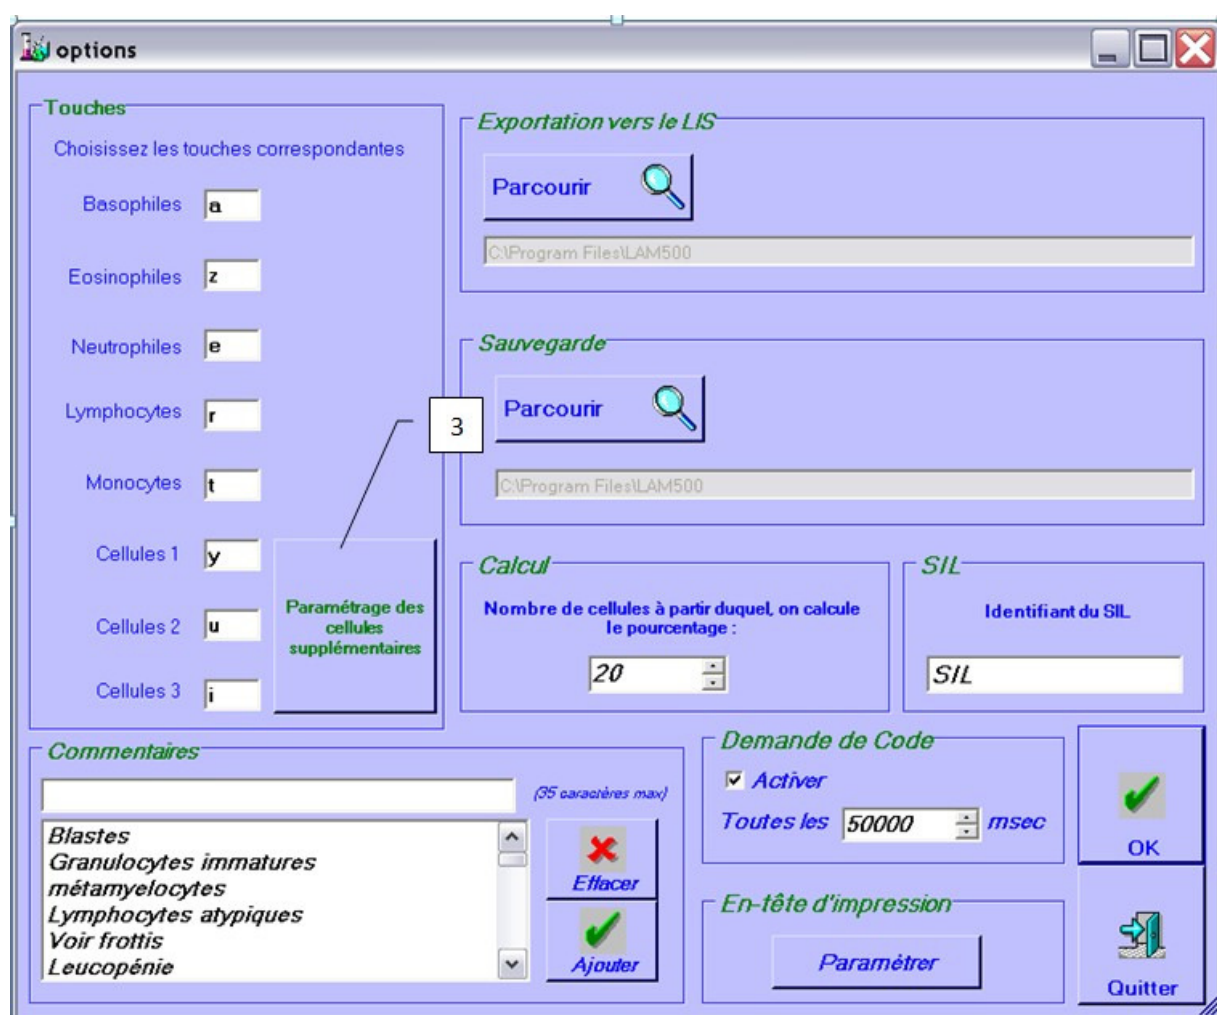 options
Touches
Choisissez les touches correspondantes
Basophiles a
Eosinophiles z
Neutrophiles e
Lymphocytes r
Monocytes t
Cellules 1 y
Cellules 2 u
Cellules 3 i
3
Paramétrage des
cellules
supplémentaires
Exportation vers le LIS
Parcourir
C:\Program Files\LAM500
Sauvegarde
Parcourir
C:\Program Files\LAM500
Calcul
Nombre de cellules à partir duquel, on calcule
le pourcentage :
20
SIL
Identifiant du SIL
SIL
Commentaires
(35 caractères max)
Blastes
Granulocytes immatures
métamyelocytes
Lymphocytes atypiques
Voir frottis
Leucopénie
Effacer
Ajouter
Demande de Code
Activer
Toutes les 50000 msec
En-tête d'impression
Paramétrer
OK
Quitter